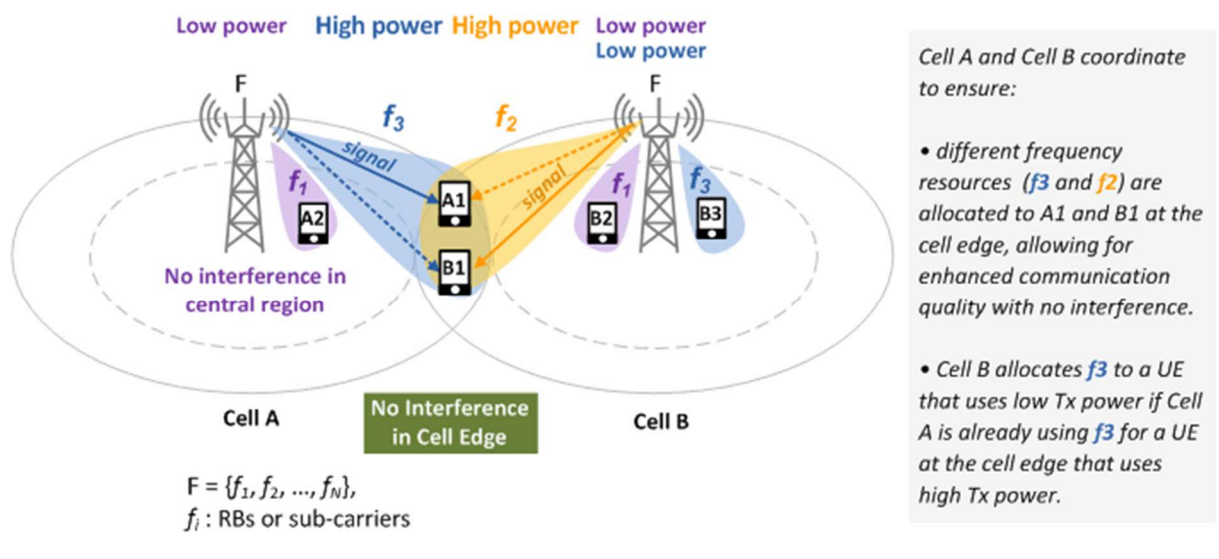 Low power
High power
High power
Low power
Low power
F
F
f3
f2
signal
signal
f1
A2
A1
B1
f1
B2
f3
B3
No interference in
central region
Cell A
No Interference
in Cell Edge
Cell B
F = {f1, f2, ..., fN},
fi : RBs or sub-carriers
Cell A and Cell B coordinate
to ensure:
• different frequency
resources (f3 and f2) are
allocated to A1 and B1 at the
cell edge, allowing for
enhanced communication
quality with no interference.
• Cell B allocates f3 to a UE
that uses low Tx power if Cell
A is already using f3 for a UE
at the cell edge that uses
high Tx power.